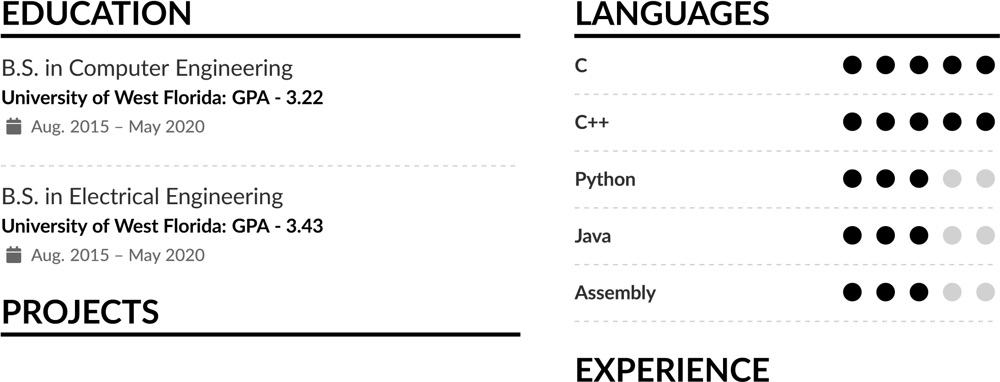 EDUCATION
B.S. in Computer Engineering
University of West Florida: GPA - 3.22
Aug. 2015 – May 2020
B.S. in Electrical Engineering
University of West Florida: GPA - 3.43
Aug. 2015 – May 2020
PROJECTS
LANGUAGES
C
C++
Python
Java
Assembly
EXPERIENCE